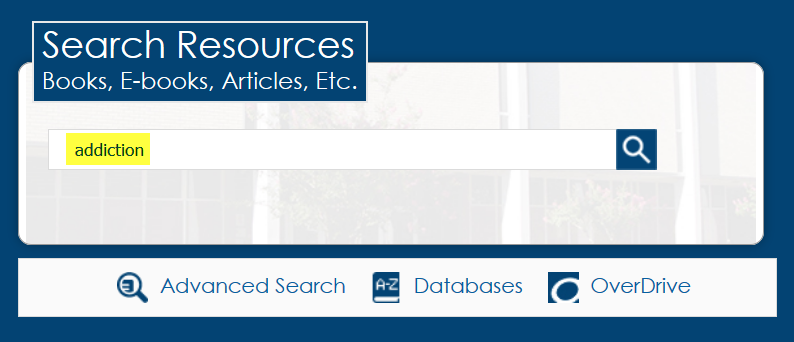 Search Resources
Books, E-books, Articles, Etc.
addiction
A-Z
Advanced Search Databases OverDrive